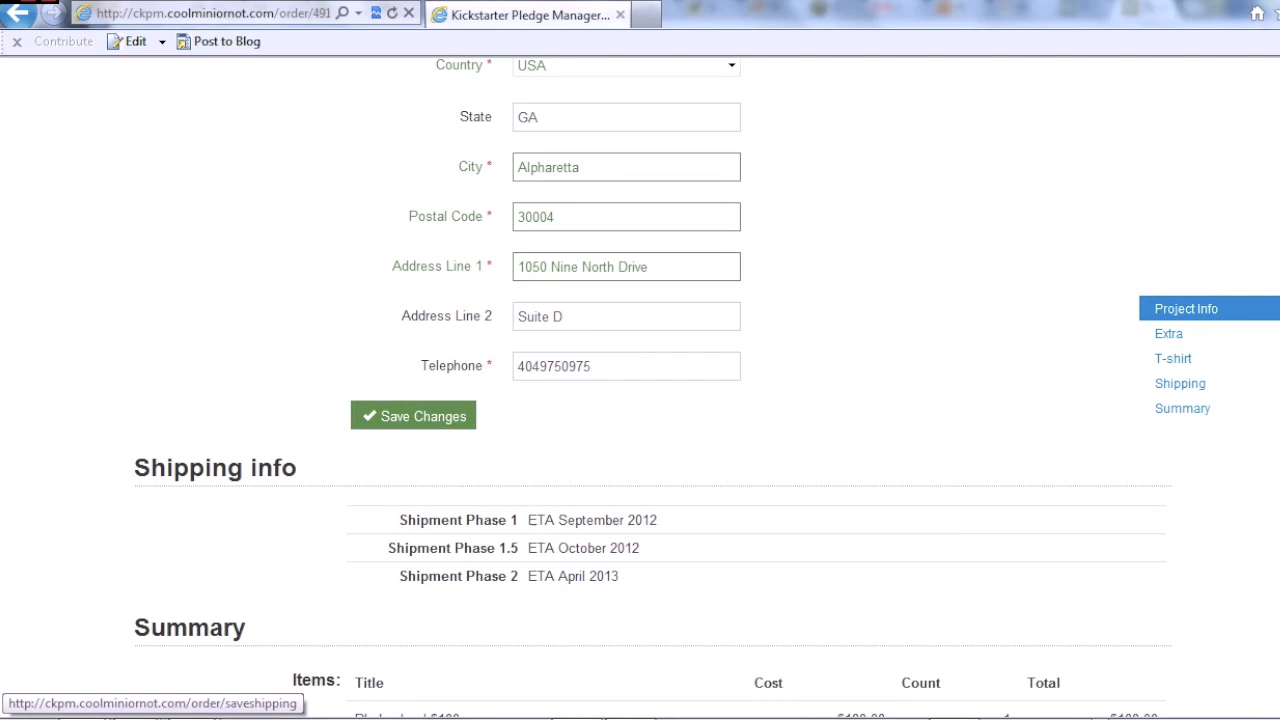 http://ckpm.coolminiornot.com/order/491
Kickstarter Pledge Manager...
x Contribute Edit Post to Blog
Country * USA
State GA
City * Alpharetta
Postal Code * 30004
Address Line 1 * 1050 Nine North Drive
Address Line 2 Suite D
Telephone * 4049750975
Save Changes
Project Info
Extra
T-shirt
Shipping
Summary
Shipping info
Shipment Phase 1 ETA September 2012
Shipment Phase 1.5 ETA October 2012
Shipment Phase 2 ETA April 2013
Summary
Items: Title Cost Count Total
http://ckpm.coolminiornot.com/order/saveshipping